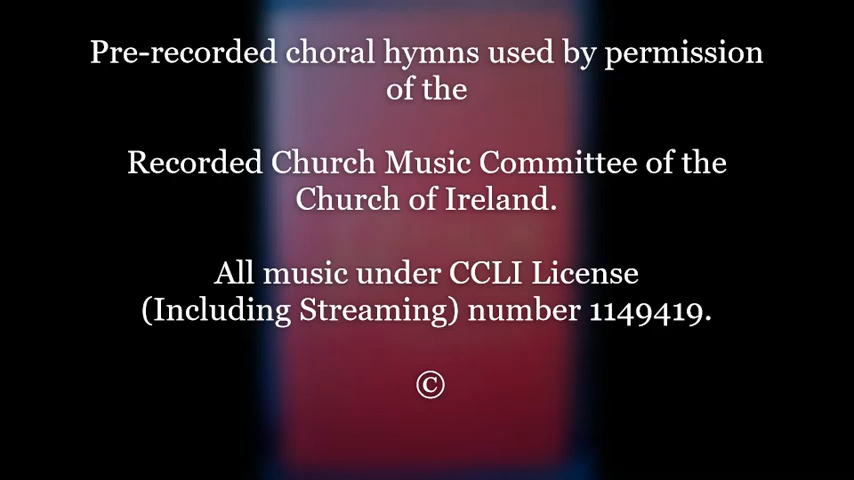 Pre-recorded choral hymns used by permission
of the
Recorded Church Music Committee of the
Church of Ireland.
All music under CCLI License
(Including Streaming) number 1149419.
©